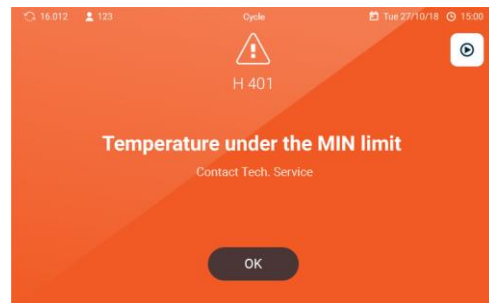 16.012 123 Cycle Tue 27/10/18 15:00
H 401
Temperature under the MIN limit
Contact Tech. Service
OK